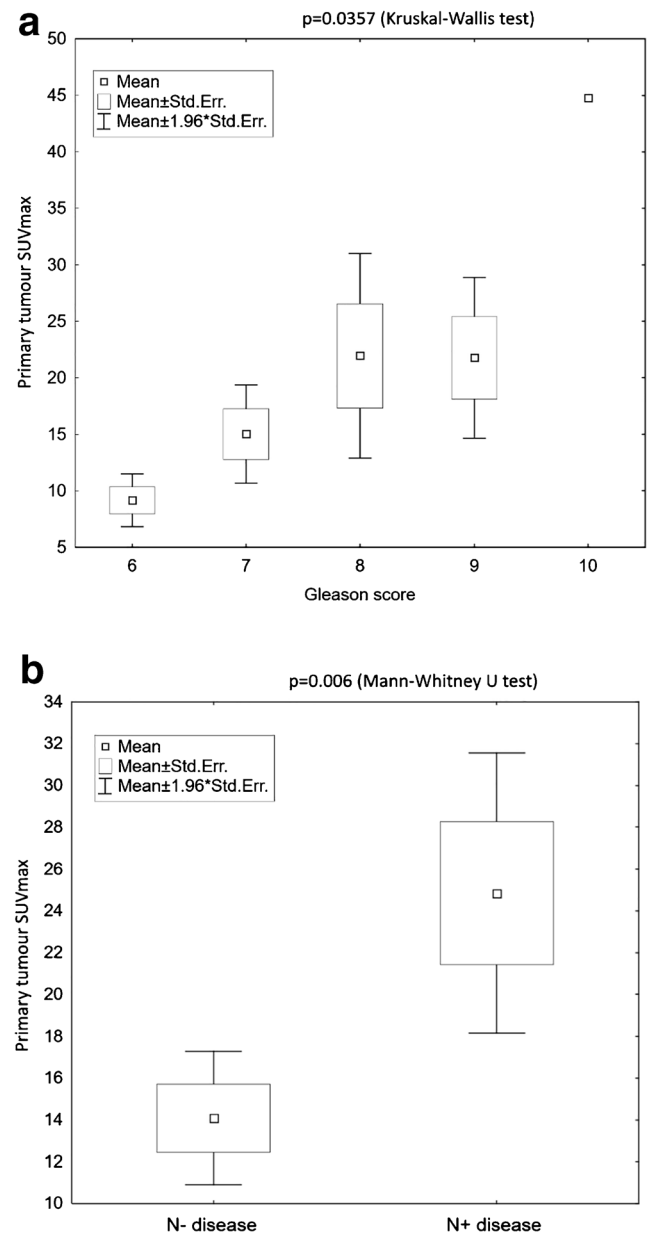 a
p=0.0357 (Kruskal-Wallis test)
50
45
40
35
30
25
20
15
10
5
Mean
Mean±Std.Err.
Mean±1.96*Std.Err.
Primary tumour SUVmax
6 7 8 9 10
Gleason score
b
p=0.006 (Mann-Whitney U test)
34
32
30
28
26
24
22
20
18
16
14
12
10
Mean
Mean±Std.Err.
Mean±1.96*Std.Err.
Primary tumour SUVmax
N- disease N+ disease